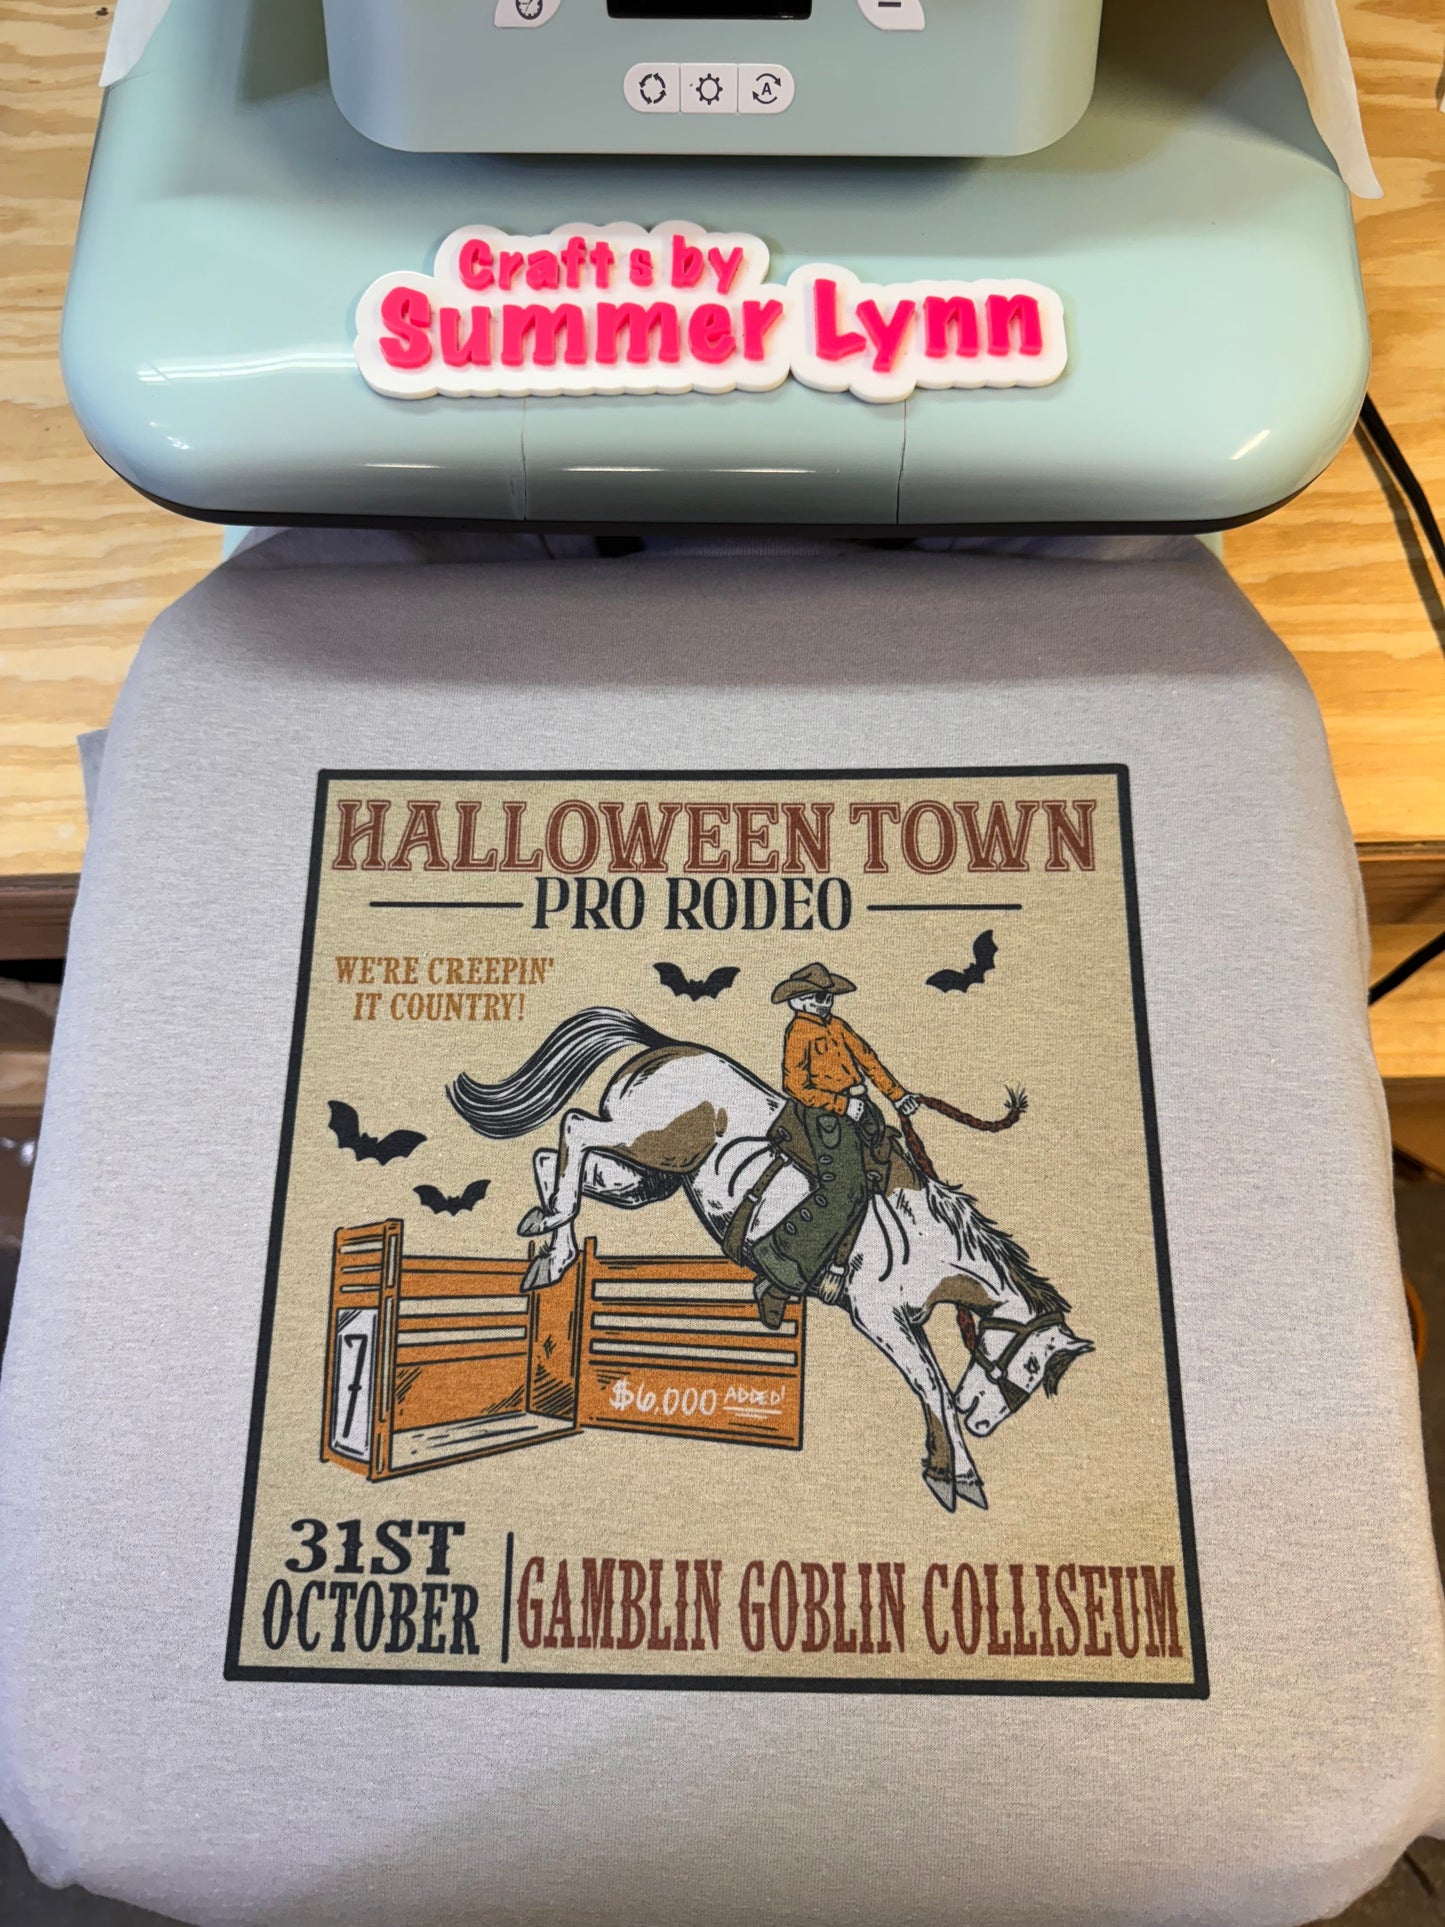 A
Crafts by
Summer Lynn
HALLOWEEN TOWN
PRO RODEO
WE'RE CREEPIN'
IT COUNTRY!
7
$6,000 ADDED!
31ST
OCTOBER
GAMBLIN GOBLIN COLLISEUM